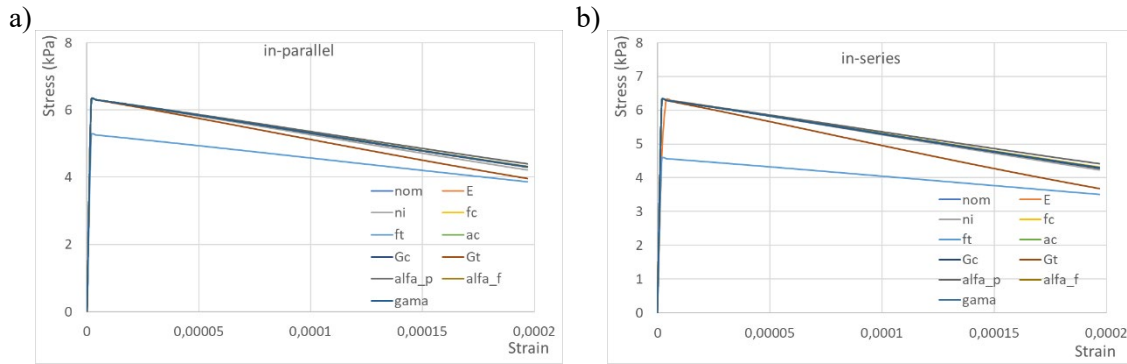 a)
in-parallel
Stress (kPa)
8
6
4
2
0
0
0,00005
0,0001
0,00015
0,0002
Strain
nom
E
ni
fc
ft
ac
Gc
Gt
alfa_p
alfa_f
gama
b)
in-series
Stress (kPa)
8
7
6
5
4
3
2
1
0
0
0,00005
0,0001
0,00015
0,0002
Strain
nom
E
ni
fc
ft
ac
Gc
Gt
alfa_p
alfa_f
gama